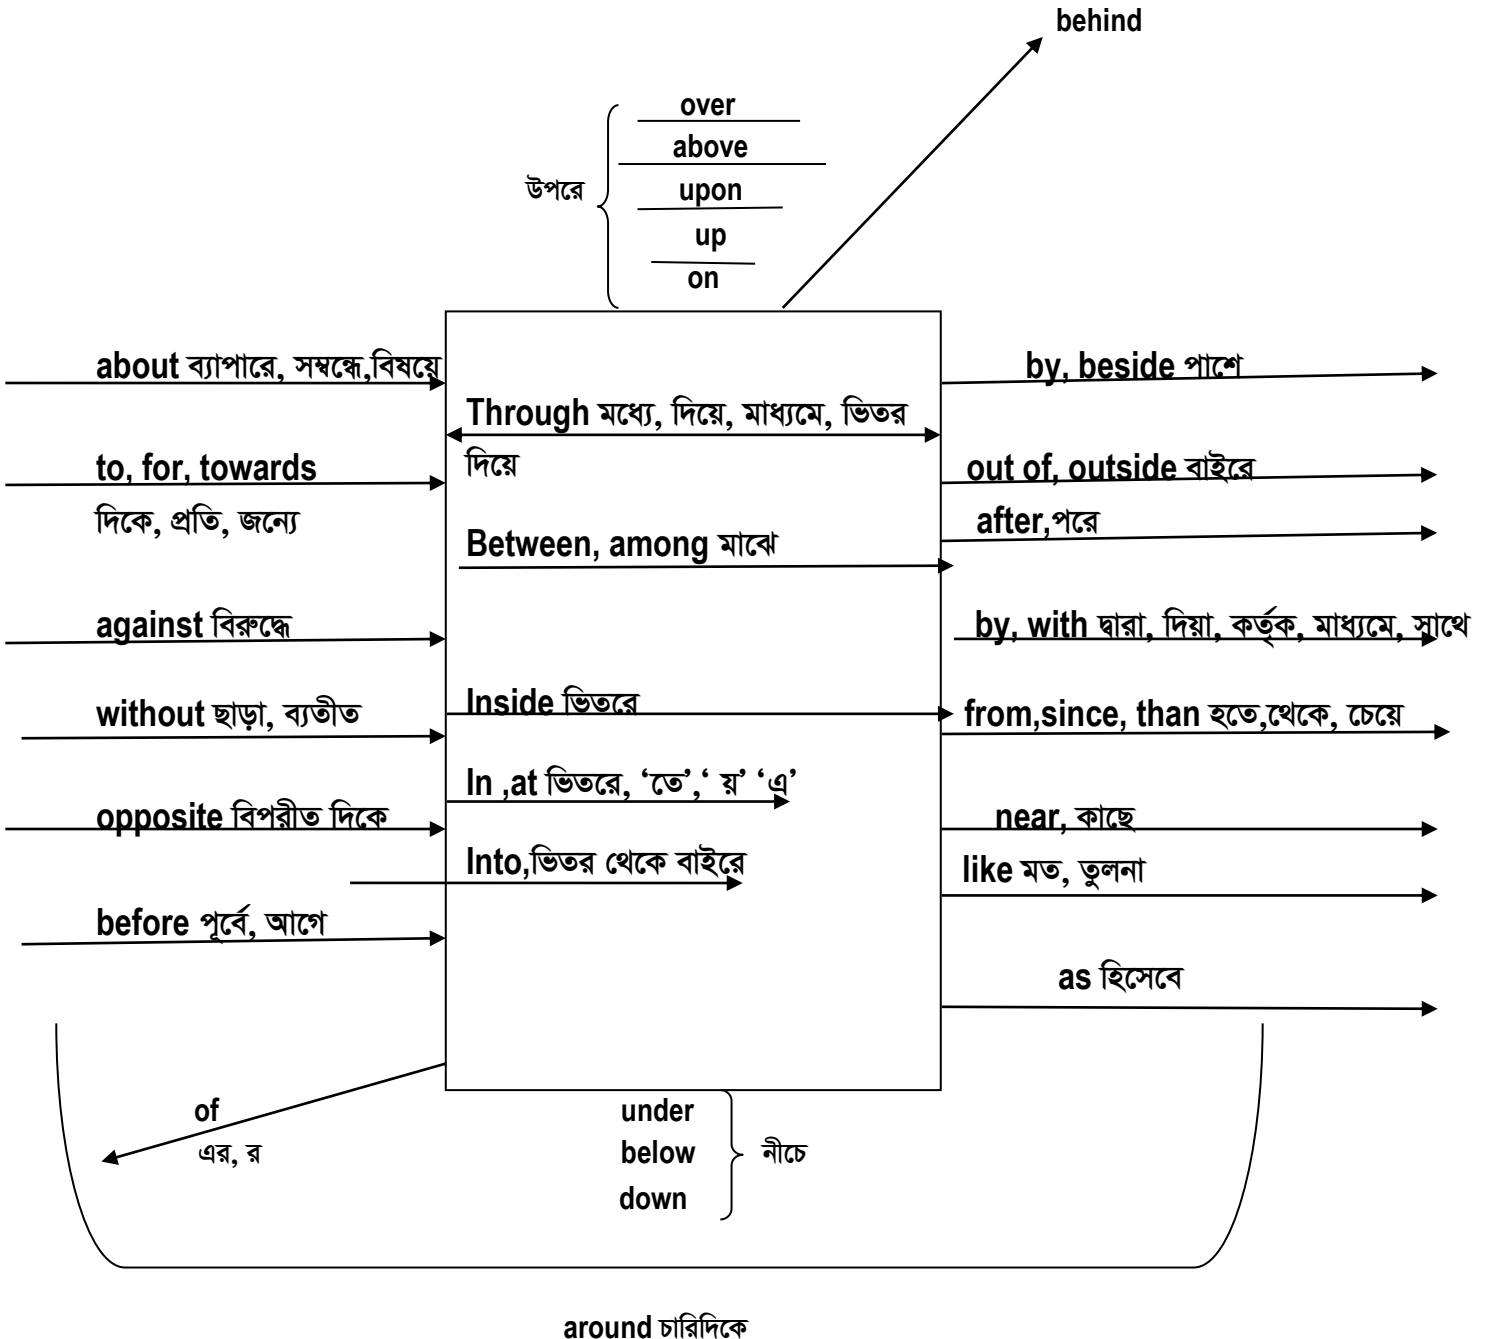 behind
over
above
উপরে
upon
up
on
about ব্যাপারে, সম্বন্ধে,বিষয়ে
by, beside পাশে
Through মধ্যে, দিয়ে, মাধ্যমে, ভিতর
দিয়ে
to, for, towards
দিকে, প্রতি, জন্যে
out of, outside বাইরে
after,পরে
Between, among মাঝে
against বিরুদ্ধে
by, with দ্বারা, দিয়া, কর্তৃক, মাধ্যমে, সাথে
without ছাড়া, ব্যতীত
Inside ভিতরে
from,since, than হতে,থেকে, চেয়ে
In ,at ভিতরে, ‘তে’,‘ য়’ ‘এ’
opposite বিপরীত দিকে
near, কাছে
Into,ভিতর থেকে বাইরে
like মত, তুলনা
before পূর্বে, আগে
as হিসেবে
of
এর, র
under
below
নীচে
down
around চারিদিকে